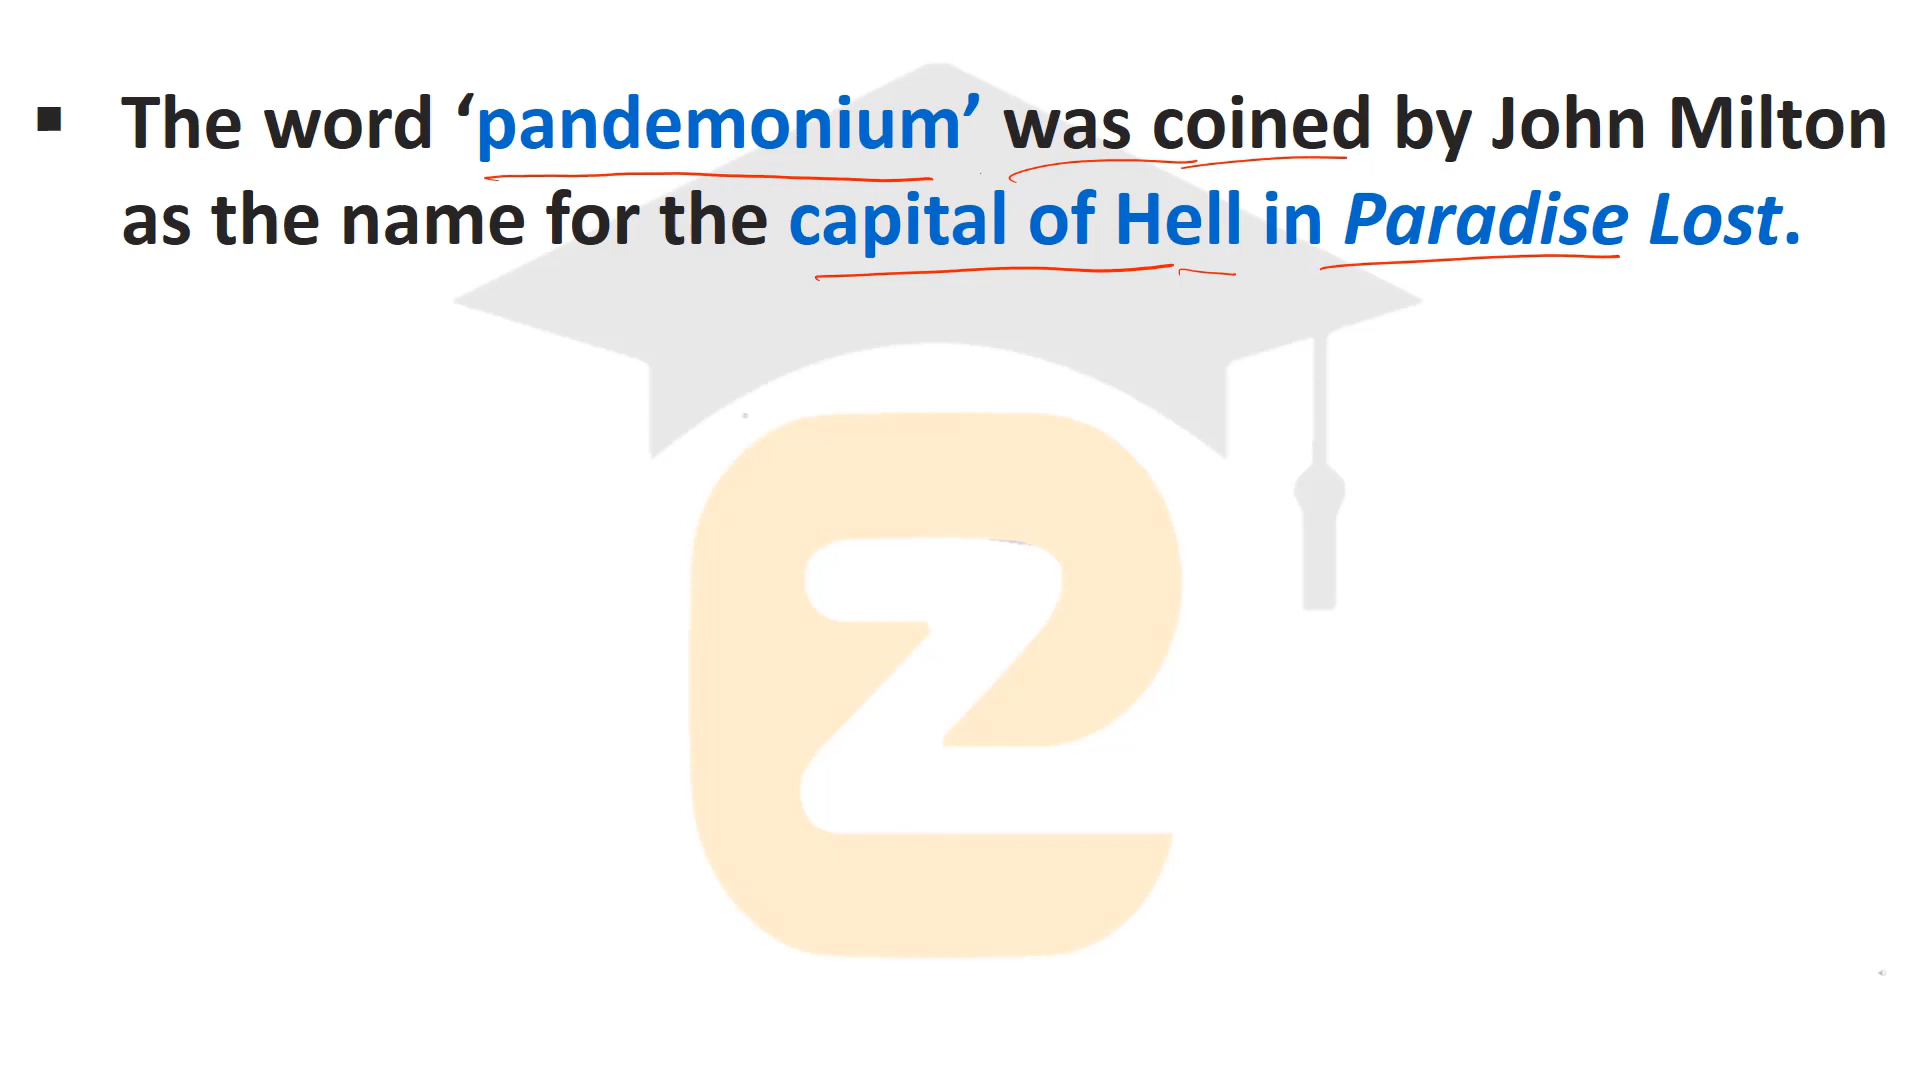 ▪ The word ‘pandemonium’ was coined by John Milton
as the name for the capital of Hell in Paradise Lost.